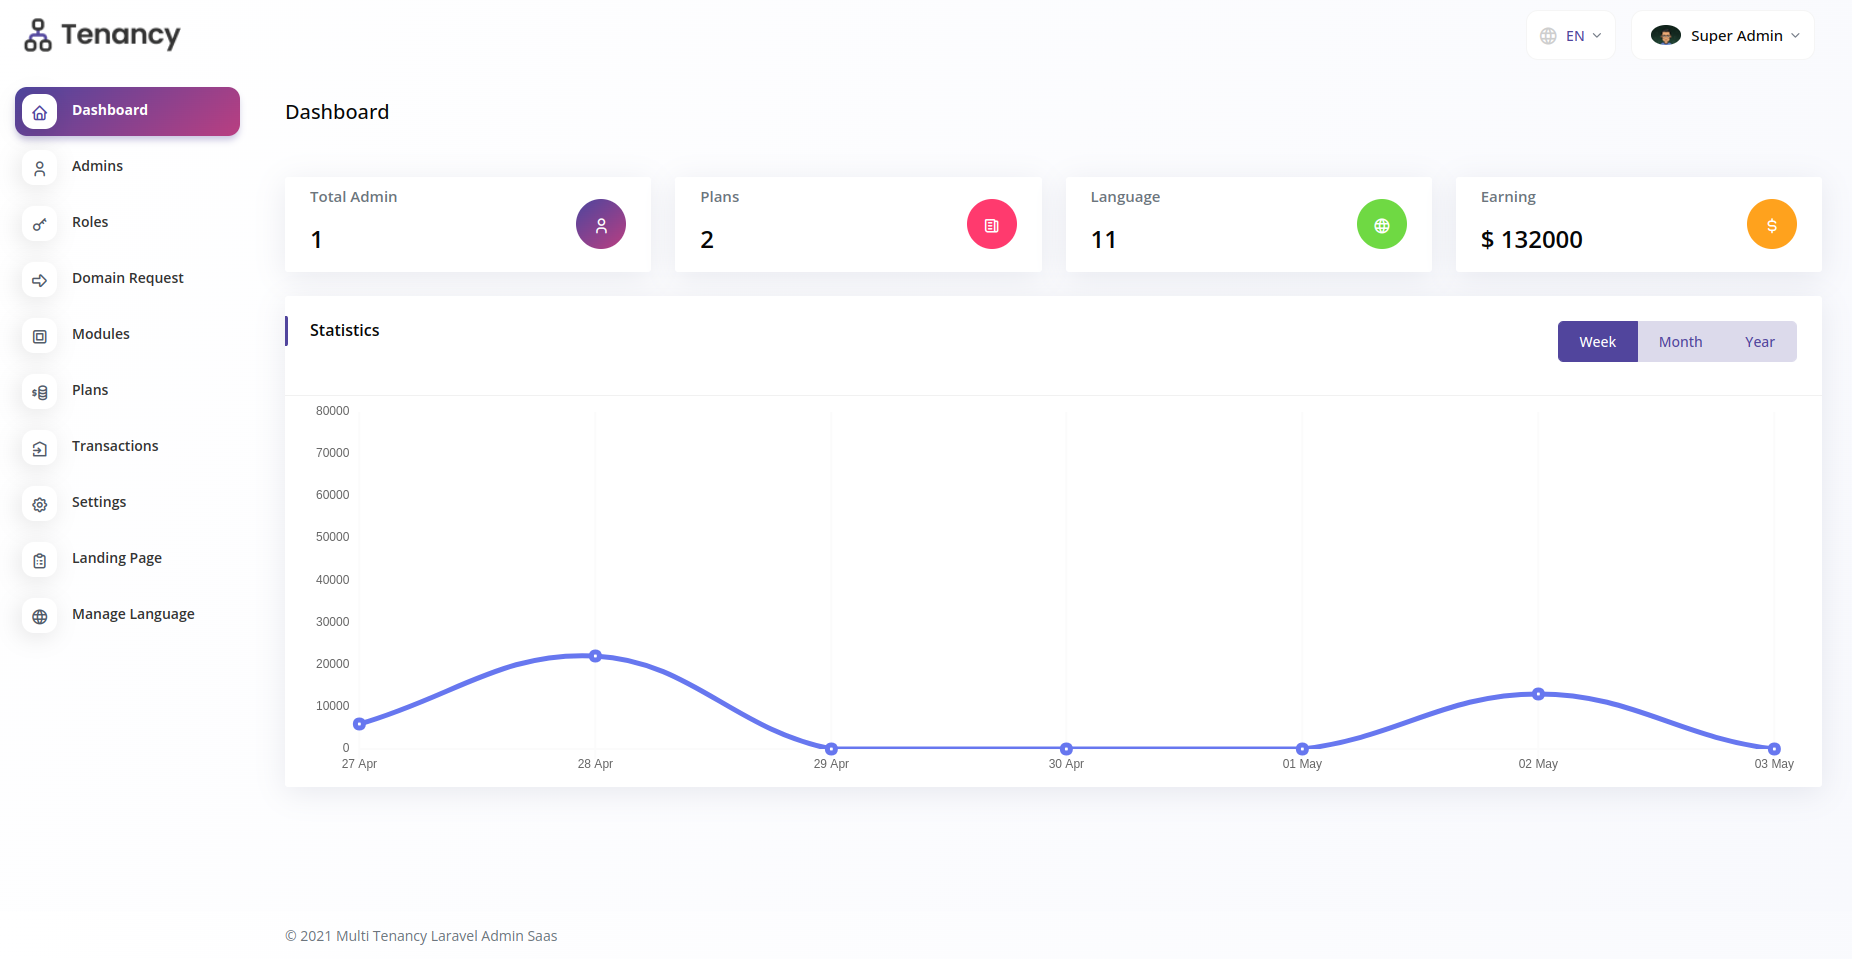 Tenancy
EN
Super Admin
Dashboard
Admins
Roles
Domain Request
Modules
Plans
Transactions
Settings
Landing Page
Manage Language
Dashboard
Total Admin
1
Plans
2
Language
11
Earning
$ 132000
Statistics
Week
Month
Year
80000
70000
60000
50000
40000
30000
20000
10000
0
27 Apr
28 Apr
29 Apr
30 Apr
01 May
02 May
03 May
© 2021 Multi Tenancy Laravel Admin Saas